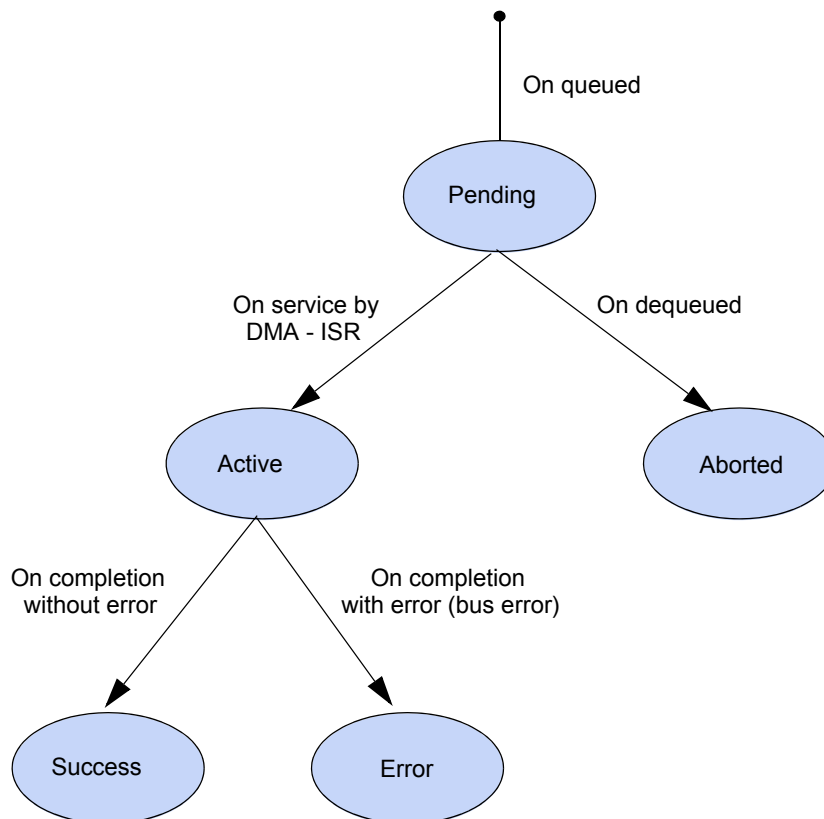 On queued
Pending
On service by
DMA - ISR
On dequeued
Active
Aborted
On completion
without error
On completion
with error (bus error)
Success
Error